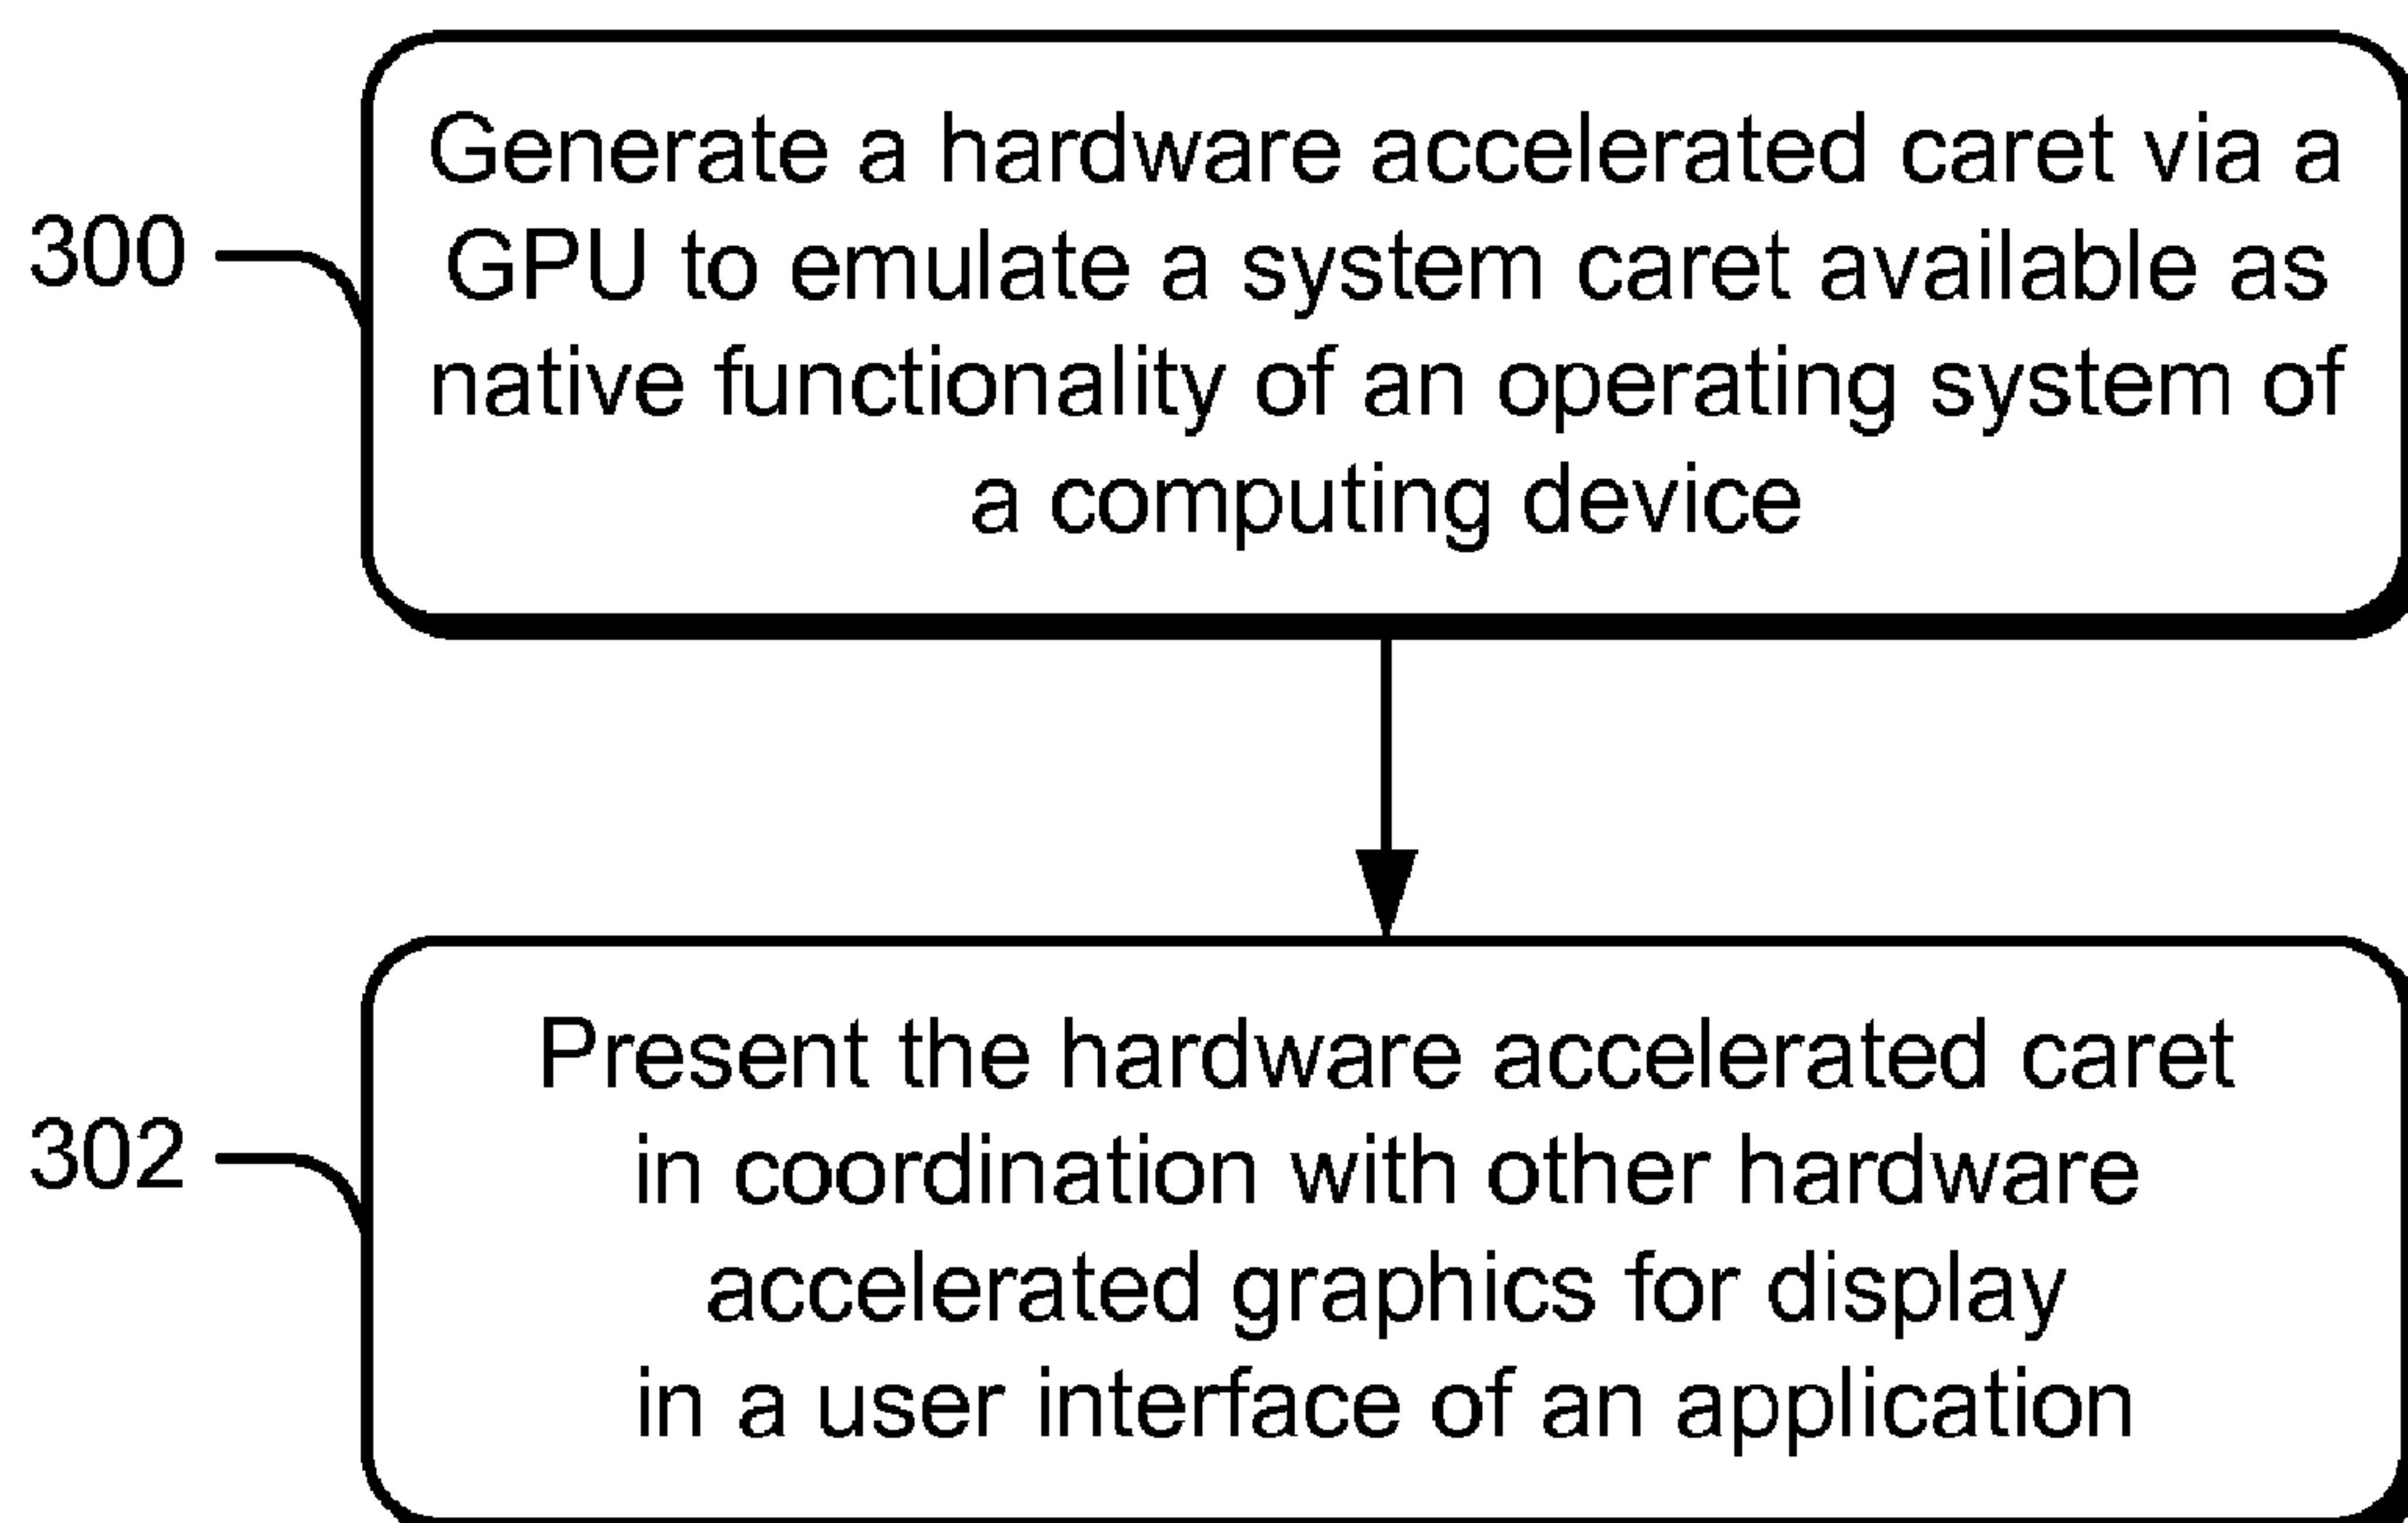 Generate a hardware accelerated caret via a
300
GPU to emulate a system caret available as
native functionality of an operating system of
a computing device
Present the hardware accelerated caret
302
in coordination with other hardware
accelerated graphics for display
in a user interface of an application